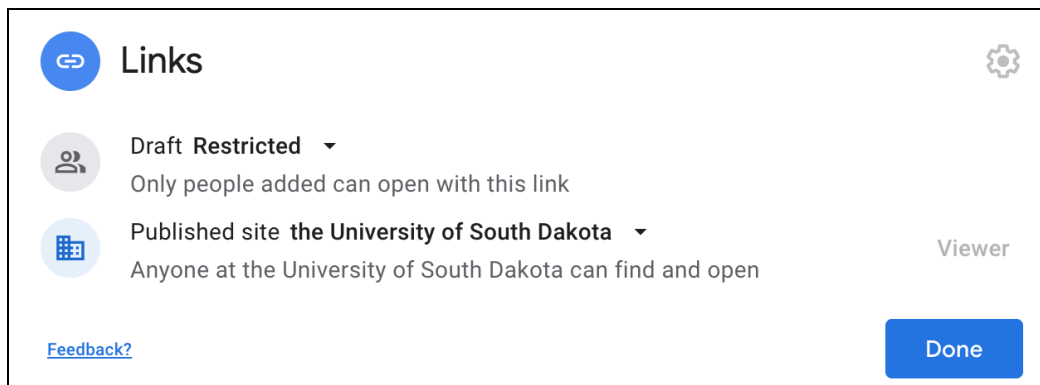 Links
Draft Restricted
Only people added can open with this link
Published site the University of South Dakota
Anyone at the University of South Dakota can find and open
Viewer
Feedback?
Done